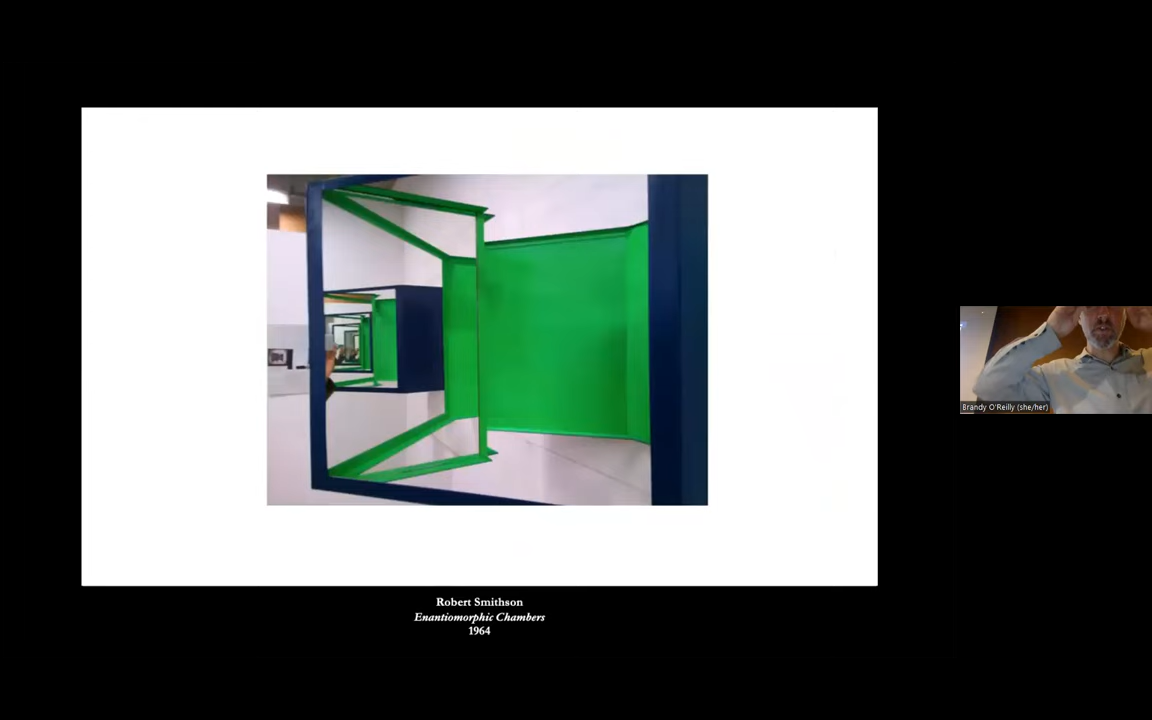 Robert Smithson
Enantiomorphic Chambers
1964
Brandy O'Reilly (she/her)